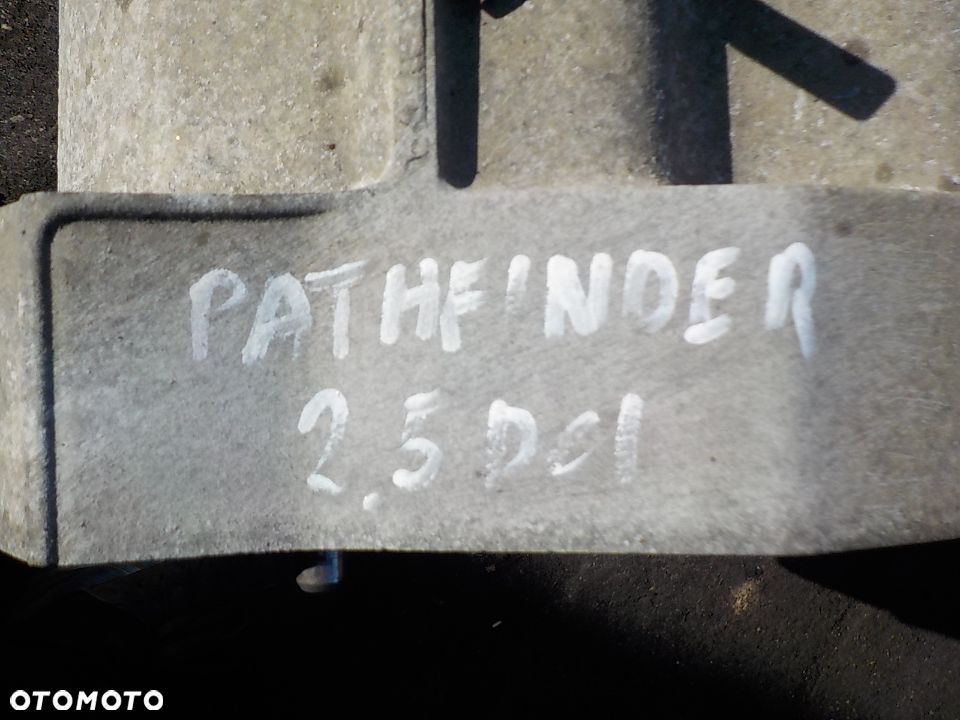 PATHFINDER
2.5 DCI
OTOMOTO